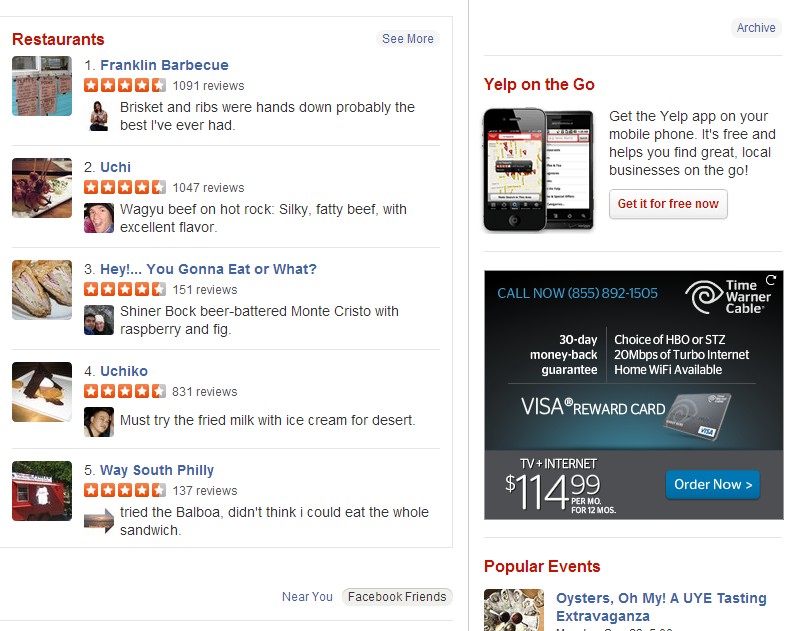 Restaurants
See More
1. Franklin Barbecue
1091 reviews
Brisket and ribs were hands down probably the
best I've ever had.
2. Uchi
1047 reviews
Wagyu beef on hot rock: Silky, fatty beef, with
excellent flavor.
3. Hey!... You Gonna Eat or What?
151 reviews
Shiner Bock beer-battered Monte Cristo with
raspberry and fig.
4. Uchiko
831 reviews
Must try the fried milk with ice cream for desert.
5. Way South Philly
137 reviews
tried the Balboa, didn't think i could eat the whole
sandwich.
Near You
Facebook Friends
Archive
Yelp on the Go
Get the Yelp app on your
mobile phone. It's free and
helps you find great, local
businesses on the go!
Get it for free now
CALL NOW (855) 892-1505
Time
Warner
Cable®
30-day
money-back
guarantee
Choice of HBO or STZ
20Mbps of Turbo Internet
Home WiFi Available
VISA® REWARD CARD
VISA
TV + INTERNET
$114.99
PER MO.
FOR 12 MOS.
Order Now >
Popular Events
Oysters, Oh My! A UYE Tasting
Extravaganza